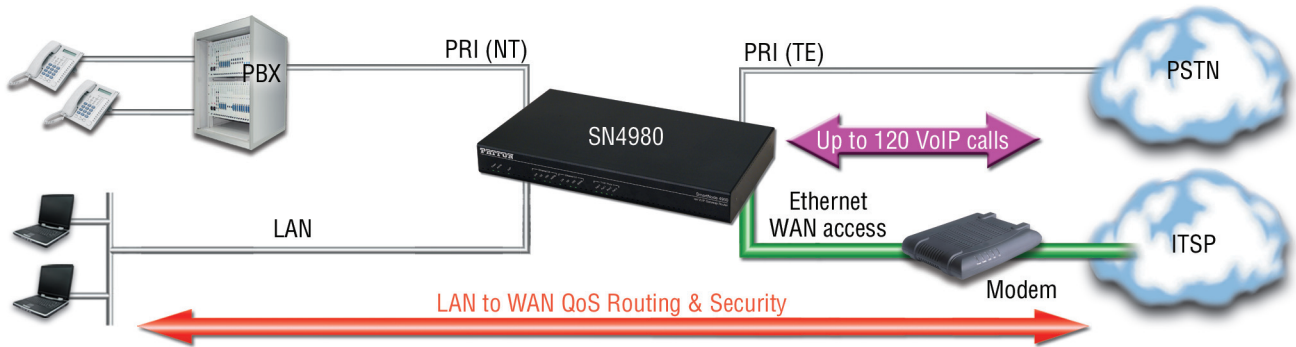 PBX
PRI (NT)
PRI (TE)
PSTN
SN4980
PATTON
Up to 120 VoIP calls
LAN
Ethernet
WAN access
Modem
ITSP
LAN to WAN QoS Routing & Security